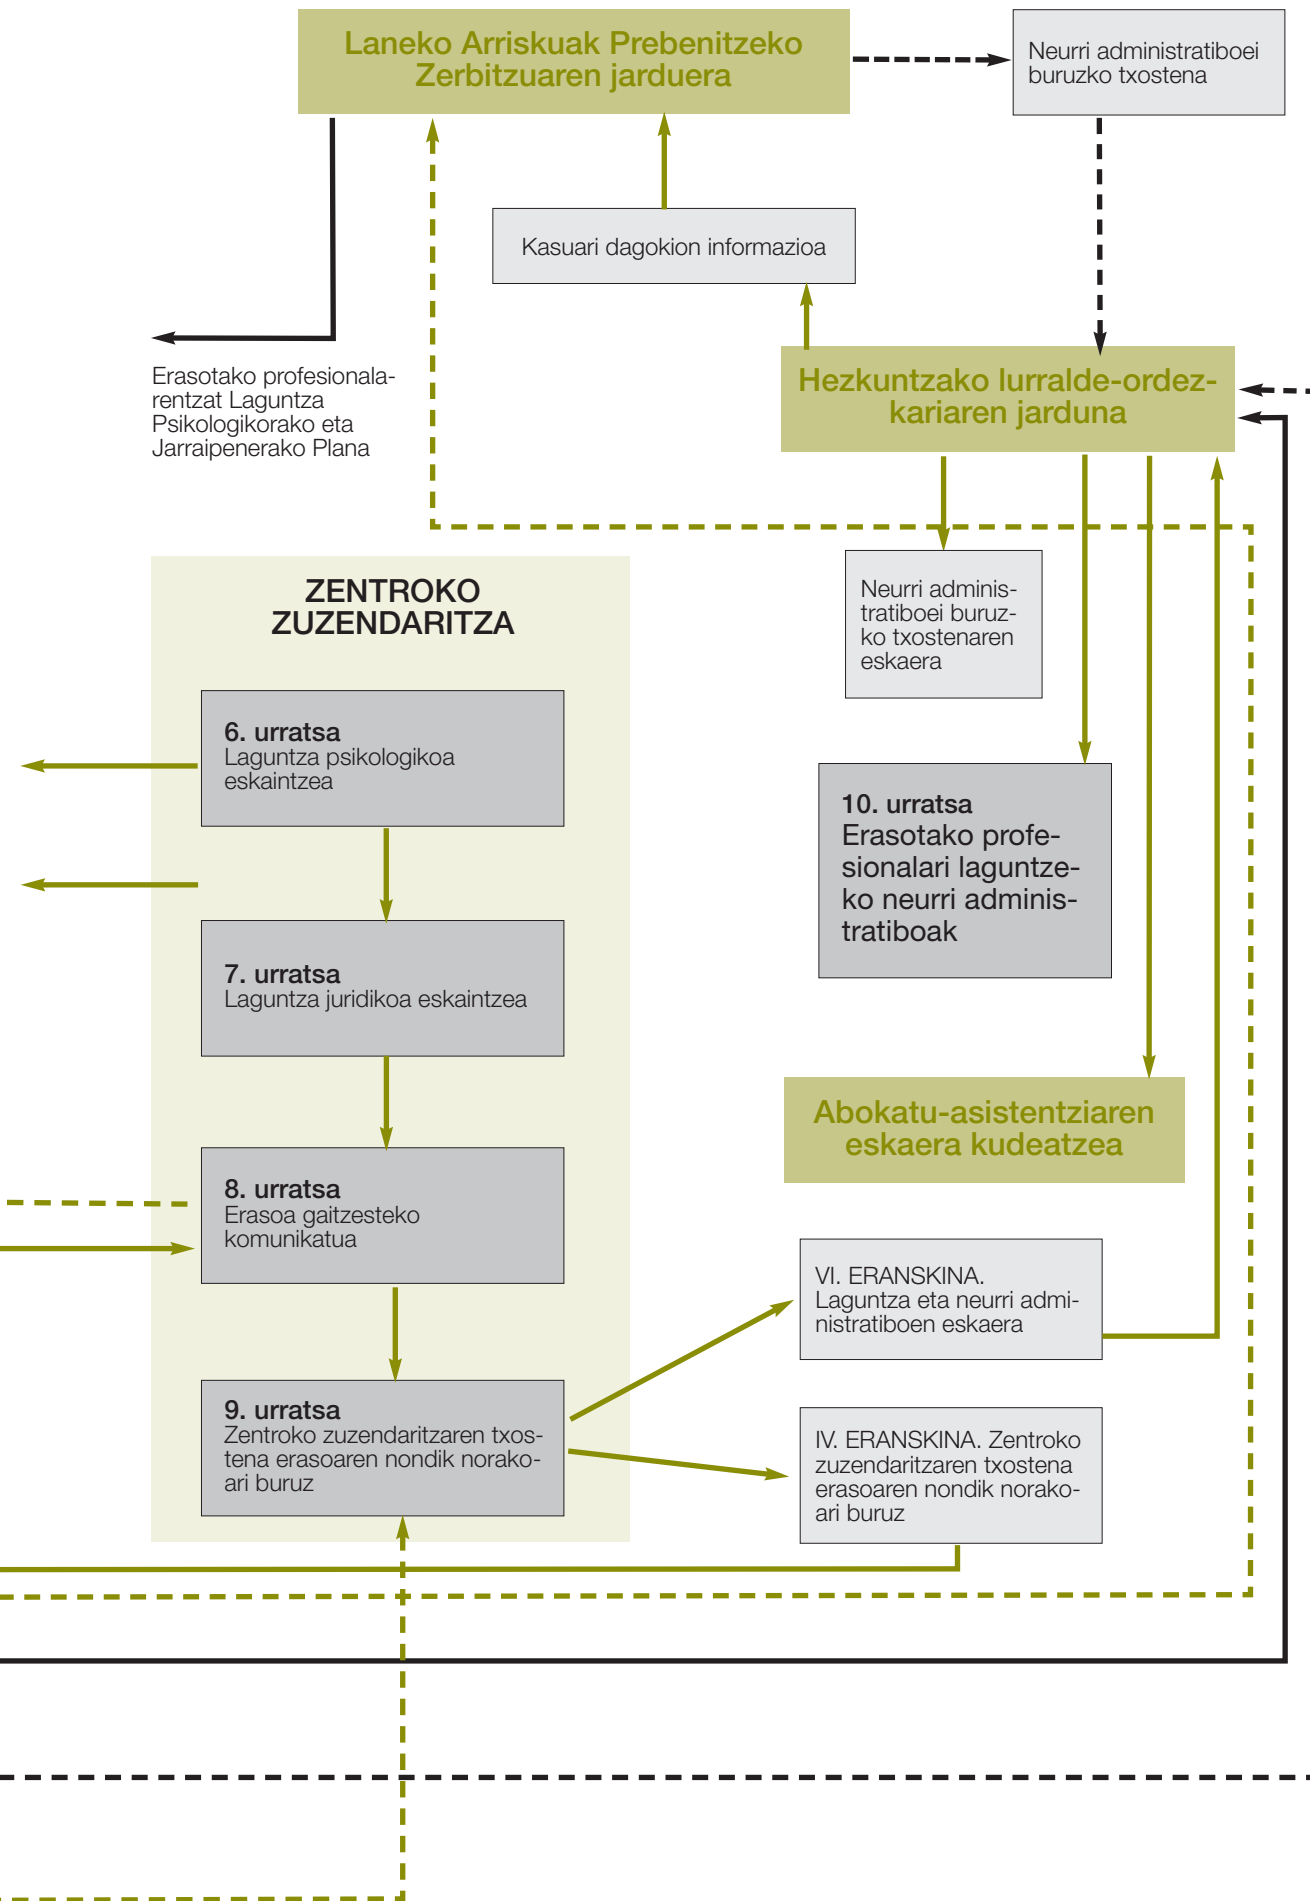 Laneko Arriskuak Prebenitzeko
Zerbitzuaren jarduera
Neurri administratiboei
buruzko txostena
Kasuari dagokion informazioa
Erasotako profesionala-
rentzat Laguntza
Psikologikorako eta
Jarraipenerako Plana
Hezkuntzako lurralde-ordez-
kariaren jarduna
Neurri adminis-
tratiboei buruz-
ko txostenaren
eskaera
ZENTROKO
ZUZENDARITZA
6. urratsa
Laguntza psikologikoa
eskaintzea
10. urratsa
Erasotako profe-
sionalari laguntze-
ko neurri adminis-
tratiboak
7. urratsa
Laguntza juridikoa eskaintzea
Abokatu-asistentziaren
eskaera kudeatzea
8. urratsa
Erasoa gaitzesteko
komunikatua
VI. ERANSKINA.
Laguntza eta neurri admi-
nistratiboen eskaera
9. urratsa
Zentroko zuzendaritzaren txos-
tena erasoaren nondik norako-
ari buruz
IV. ERANSKINA. Zentroko
zuzendaritzaren txostena
erasoaren nondik norako-
ari buruz